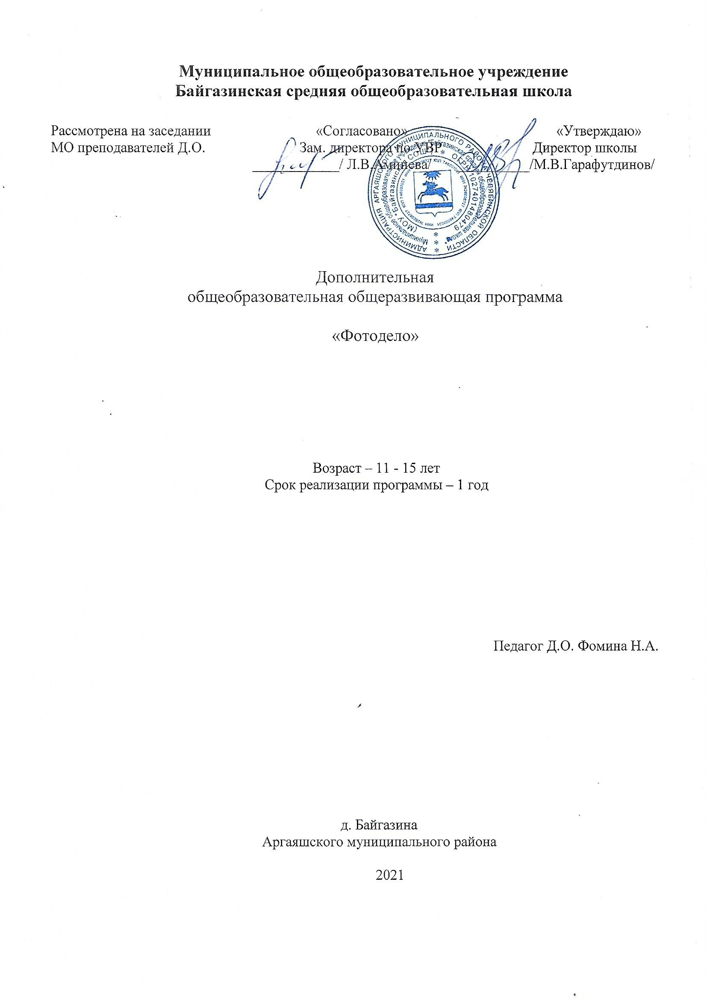 Муниципальное общеобразовательное учреждение
Байгазинская средняя общеобразовательная школа
Рассмотрена на заседании «Согласовано» «Утверждаю»
МО преподавателей Д.О. Зам. директора по УВР Директор школы
____________/ Л.В.Аминева/ ____________/М.В.Гарафутдинов/
АДМИНИСТРАЦИЯ АРГАЯШСКОГО МУНИЦИПАЛЬНОГО РАЙОНА ЧЕЛЯБИНСКОЙ ОБЛАСТИ
Муниципальное общеобразовательное учреждение "Байгазинская средняя общеобразовательная школа"
(МОУ "Байгазинская СОШ") * ОГРН 1027401480479
Дополнительная
общеобразовательная общеразвивающая программа
«Фотодело»
Возраст – 11 - 15 лет
Срок реализации программы – 1 год
Педагог Д.О. Фомина Н.А.
д. Байгазина
Аргаяшского муниципального района
2021